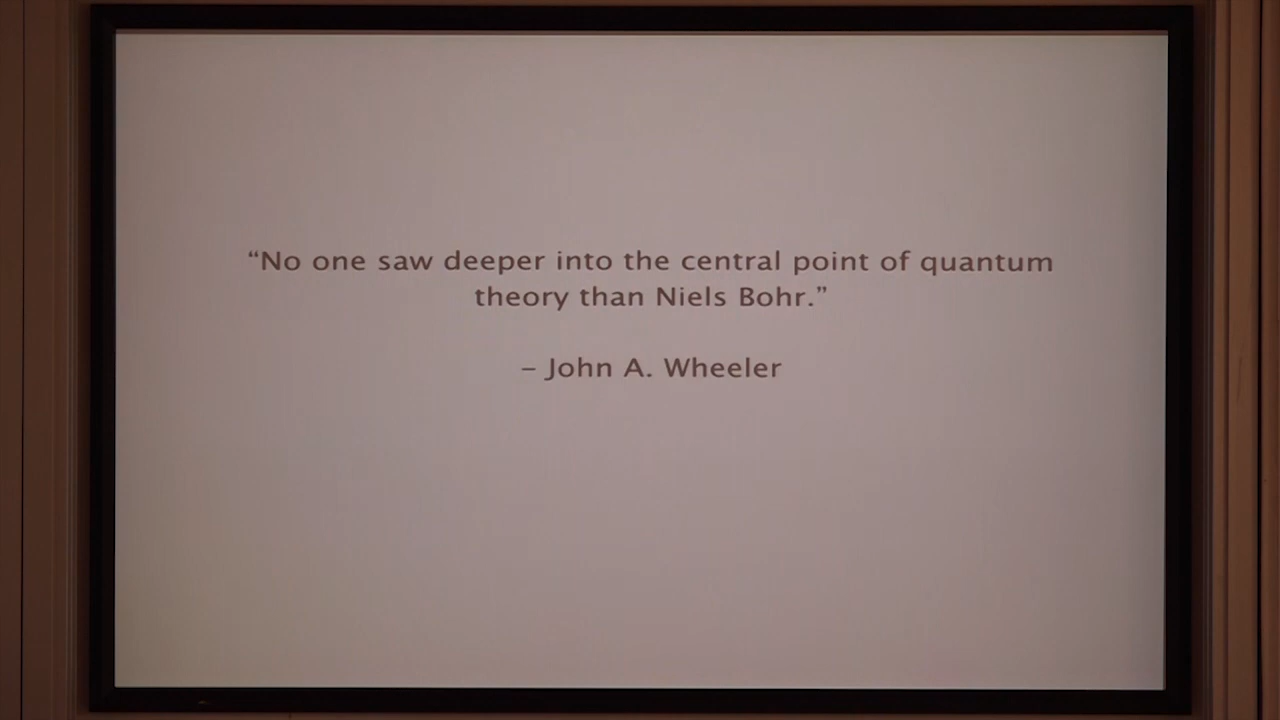 “No one saw deeper into the central point of quantum
theory than Niels Bohr.”
– John A. Wheeler